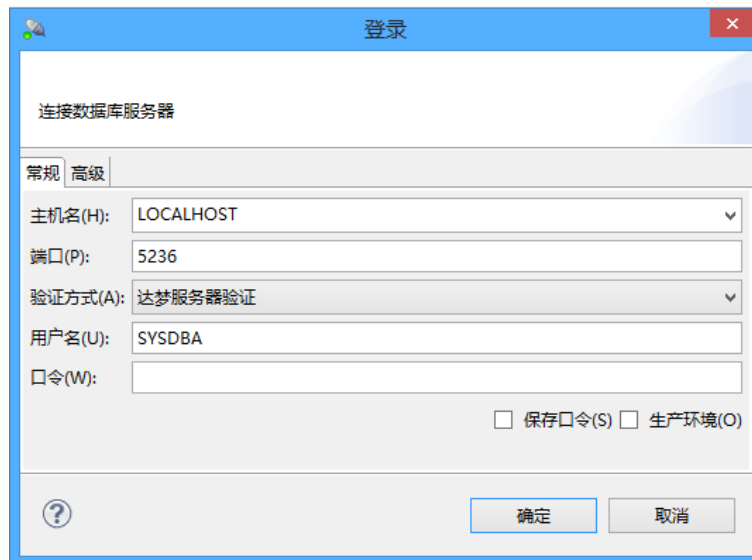 登录
连接数据库服务器
常规 高级
主机名(H): LOCALHOST
端口(P): 5236
验证方式(A): 达梦服务器验证
用户名(U): SYSDBA
口令(W):
保存口令(S) 生产环境(O)
? 确定 取消